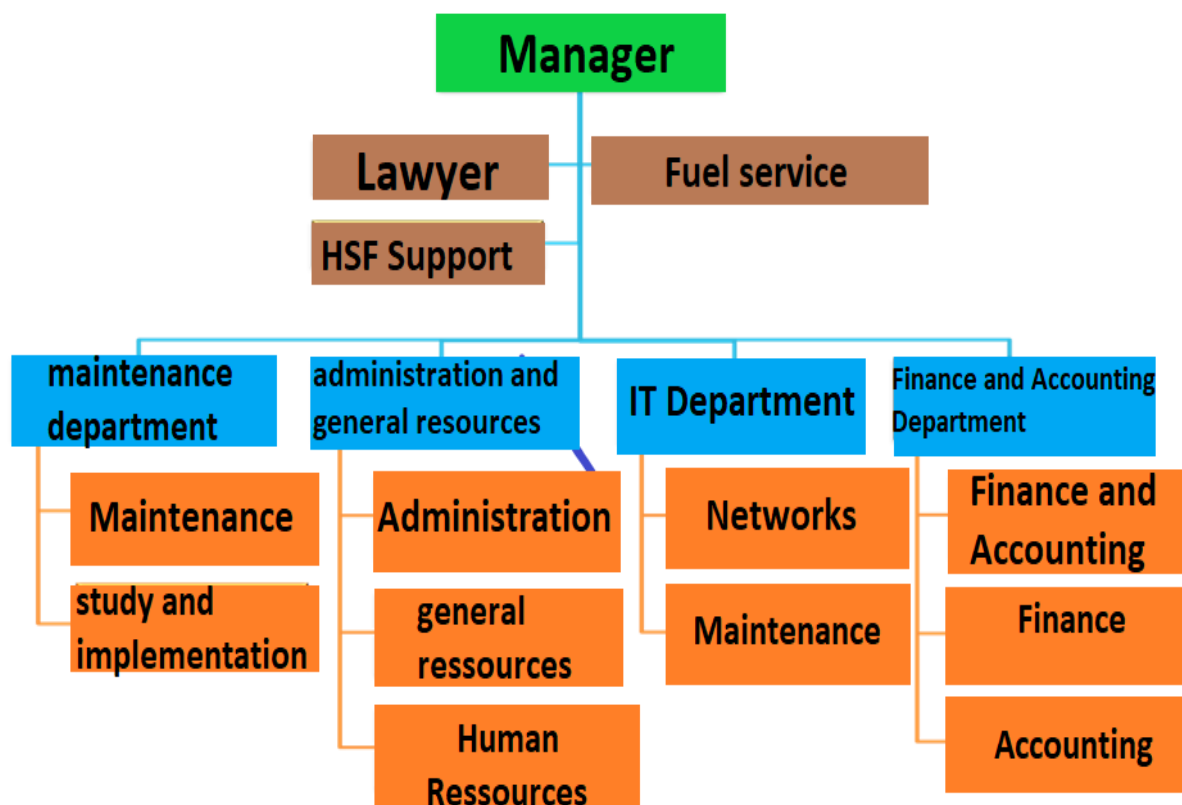 Manager
Lawyer
Fuel service
HSF Support
maintenance
department
administration and
general resources
IT Department
Finance and Accounting
Department
Maintenance
study and
implementation
Administration
general
ressources
Human
Ressources
Networks
Maintenance
Finance and
Accounting
Finance
Accounting